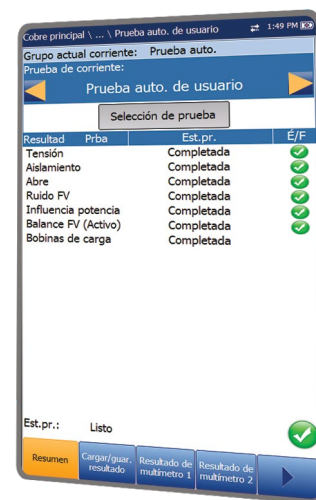 Cobre principal \ ... \ Prueba auto. de usuario 1:49 PM
Grupo actual corriente: Prueba auto.
Prueba de corriente:
Prueba auto. de usuario
Selección de prueba
Resultad Prba Est.pr. É/F
Tensión Completada
Aislamiento Completada
Abre Completada
Ruido FV Completada
Influencia potencia Completada
Balance FV (Activo) Completada
Bobinas de carga Completada
Est.pr.: Listo
Resumen
Cargar/guar. resultado
Resultado de multímetro 1
Resultado de multímetro 2